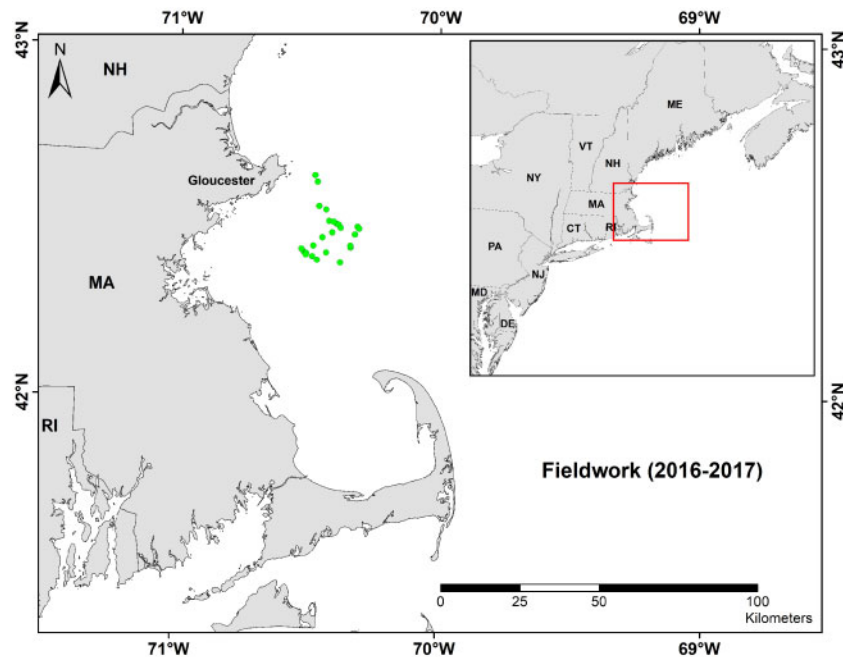 71°W 70°W 69°W
43°N
43°N
N
NH
ME
VT
NH
NY
Gloucester
MA
CT
RI
PA
MA
NJ
MD
DE
42°N
42°N
RI
Fieldwork (2016-2017)
0 25 50 100
Kilometers
71°W 70°W 69°W